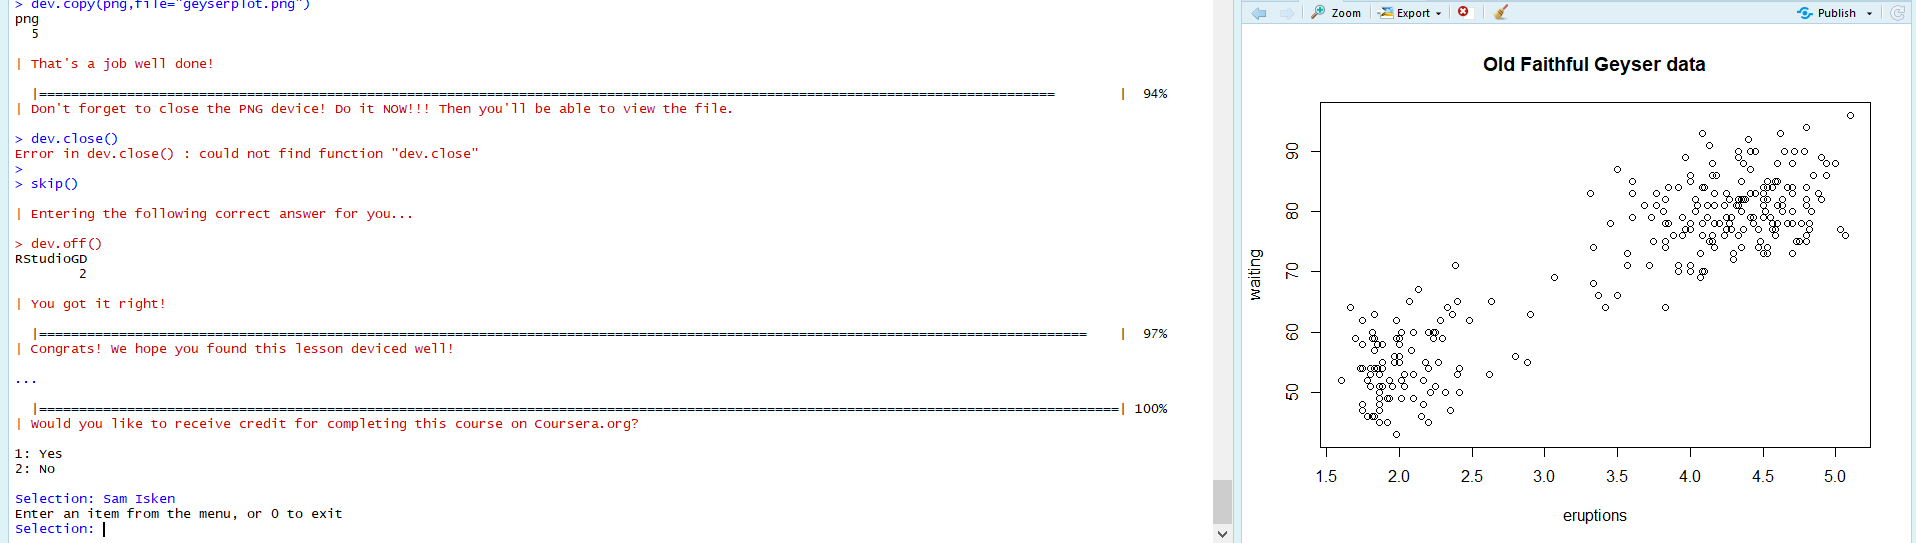 > dev.copy(png,file="geyserplot.png")
png
5
| That's a job well done!
|==================================================================================================================================| 94%
| Don't forget to close the PNG device! Do it NOW!!! Then you'll be able to view the file.
> dev.close()
Error in dev.close() : could not find function "dev.close"
>
> skip()
| Entering the following correct answer for you...
> dev.off()
RStudioGD
2
| You got it right!
|======================================================================================================================================| 97%
| Congrats! We hope you found this lesson deviced well!
...
|==========================================================================================================================================| 100%
| Would you like to receive credit for completing this course on Coursera.org?
1: Yes
2: No
Selection: Sam Isken
Enter an item from the menu, or 0 to exit
Selection:
Zoom Export Publish
Old Faithful Geyser data
waiting
90
80
70
60
50
1.5 2.0 2.5 3.0 3.5 4.0 4.5 5.0
eruptions